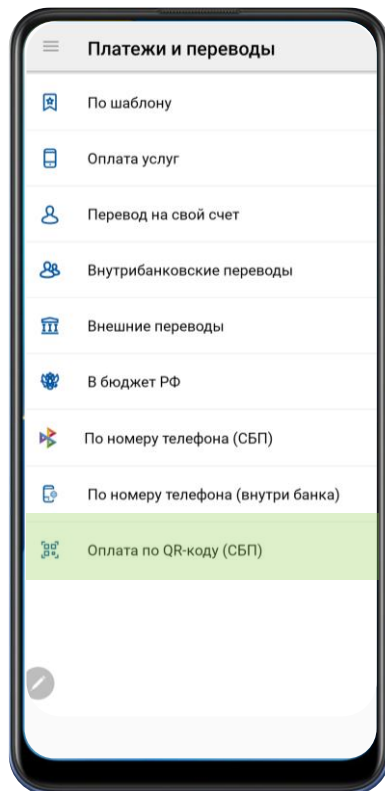 Платежи и переводы
По шаблону
Оплата услуг
Перевод на свой счет
Внутрибанковские переводы
Внешние переводы
В бюджет РФ
По номеру телефона (СБП)
По номеру телефона (внутри банка)
Оплата по QR-коду (СБП)